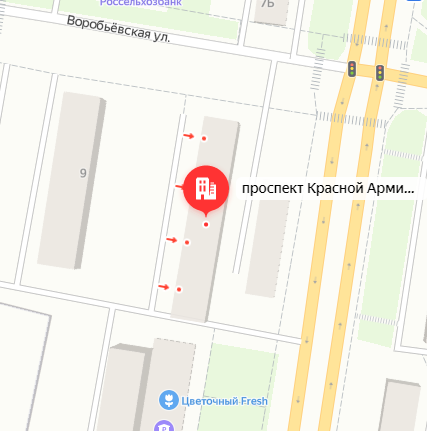 Россельхозбанк
7Б
Воробьёвская ул.
9
проспект Красной Арми...
Цветочный Fresh